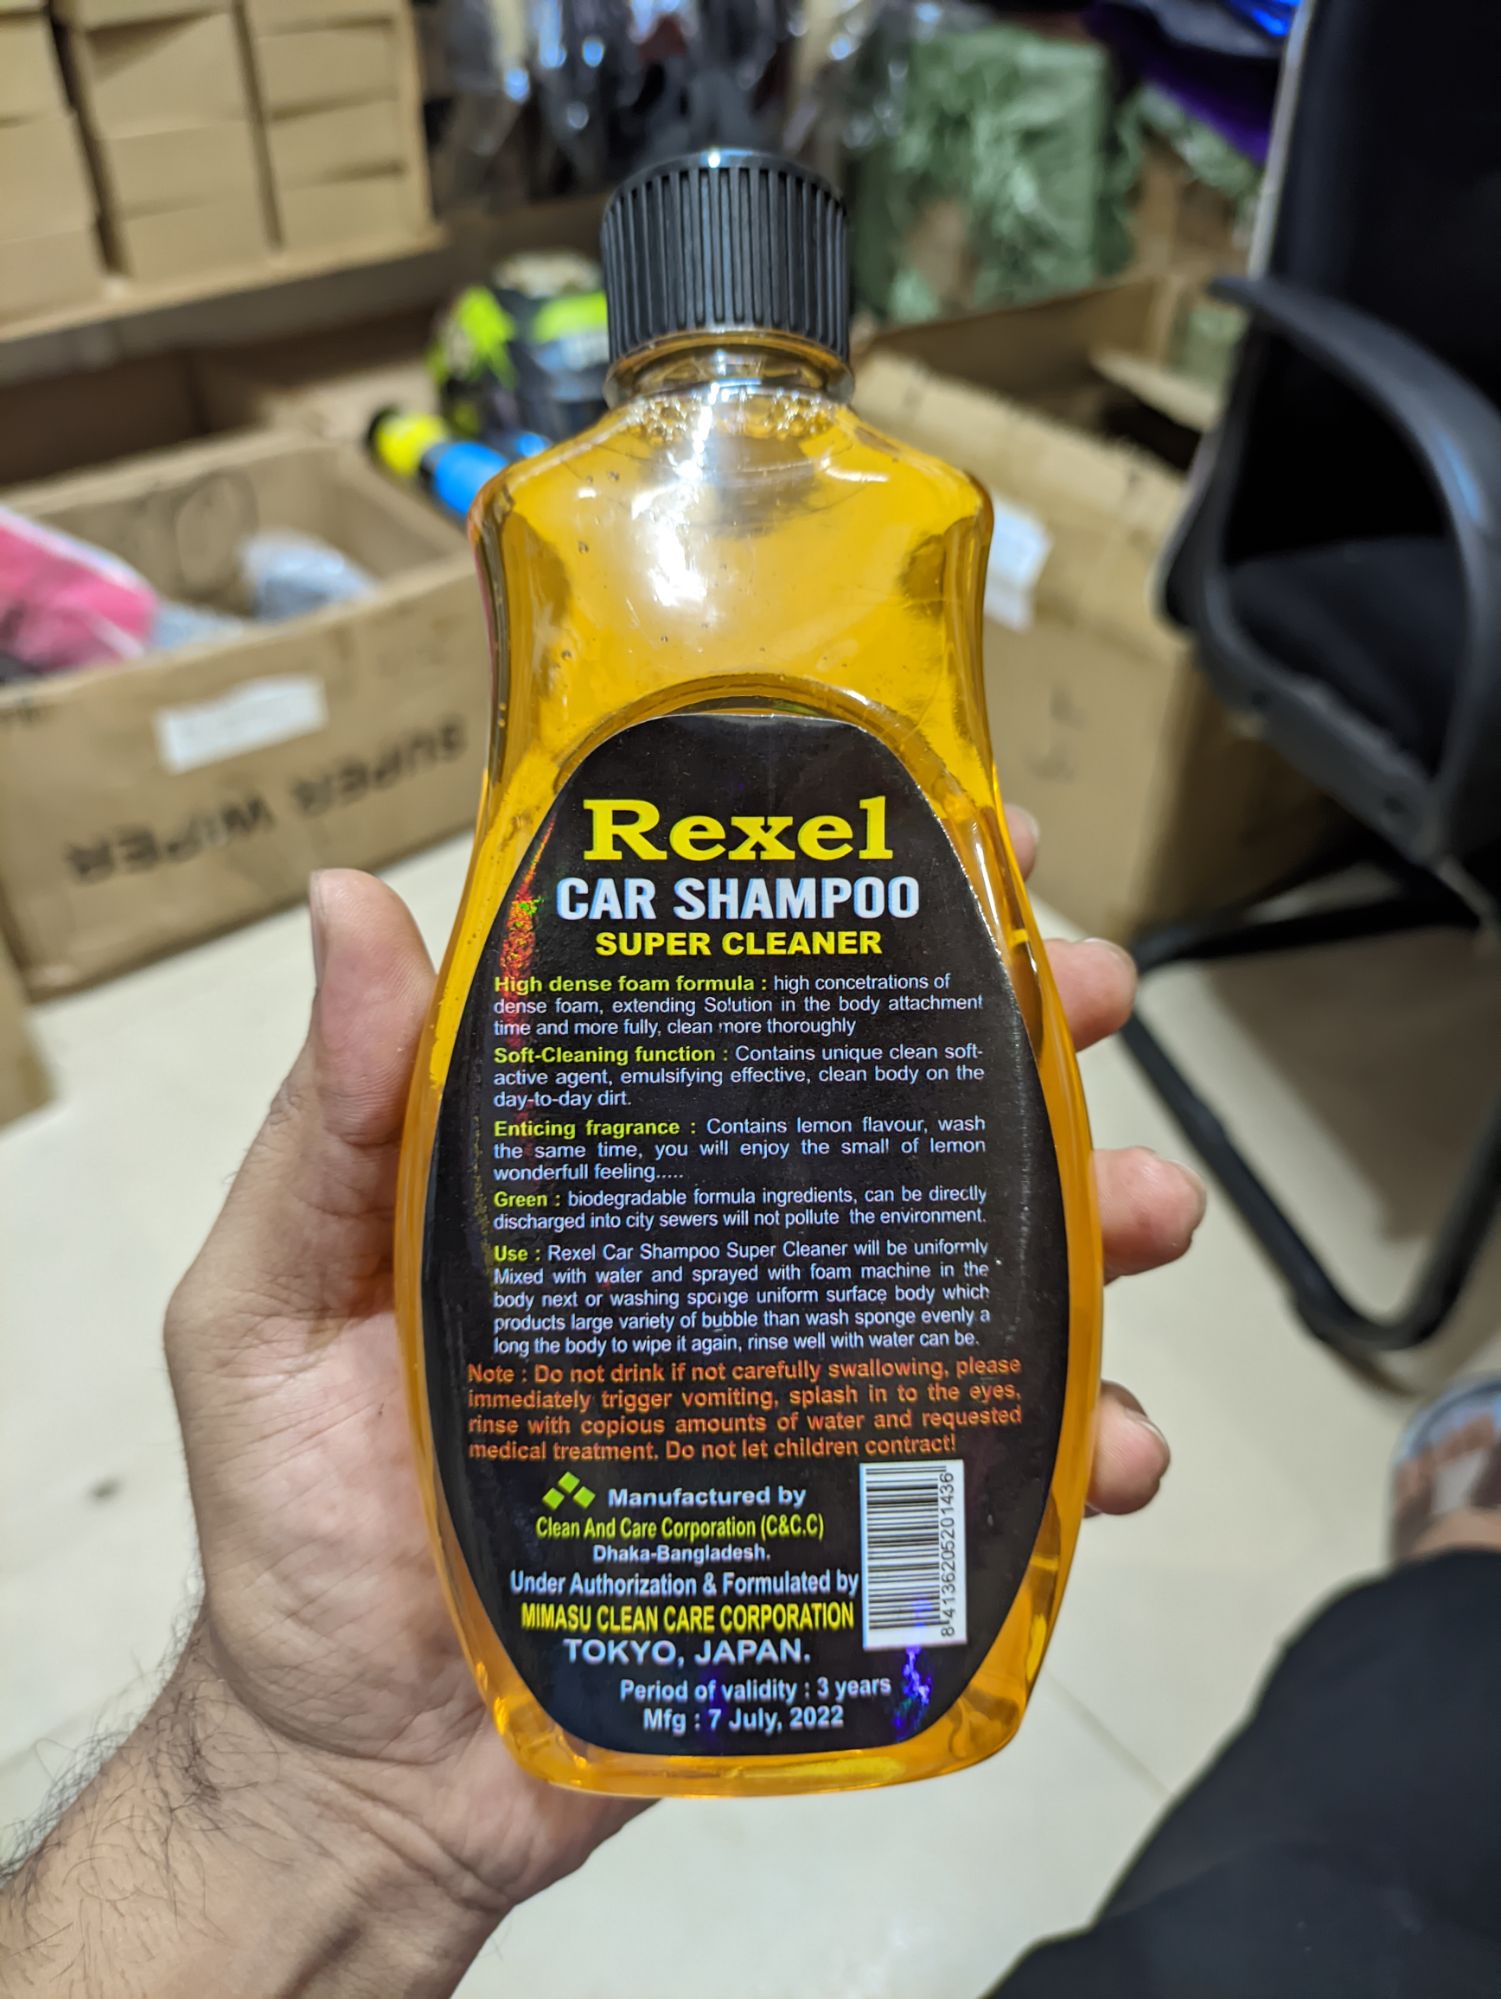 Rexel
CAR SHAMPOO
SUPER CLEANER
High dense foam formula : high concetrations of
dense foam, extending Solution in the body attachment
time and more fully, clean more thoroughly
Soft-Cleaning function : Contains unique clean soft-
active agent, emulsifying effective, clean body on the
day-to-day dirt.
Enticing fragrance : Contains lemon flavour, wash
the same time, you will enjoy the small of lemon
wonderfull feeling.....
Green : biodegradable formula ingredients, can be directly
discharged into city sewers will not pollute the environment.
Use : Rexel Car Shampoo Super Cleaner will be uniformly
Mixed with water and sprayed with foam machine in the
body next or washing sponge uniform surface body which
products large variety of bubble than wash sponge evenly a
long the body to wipe it again, rinse well with water can be.
Note : Do not drink if not carefully swallowing, please
immediately trigger vomiting, splash in to the eyes,
rinse with copious amounts of water and requested
medical treatment. Do not let children contract!
Manufactured by
Clean And Care Corporation (C&C.C)
Dhaka-Bangladesh.
Under Authorization & Formulated by
MIMASU CLEAN CARE CORPORATION
TOKYO, JAPAN.
Period of validity : 3 years
Mfg : 7 July, 2022
84136205201436
SUPER WIPER